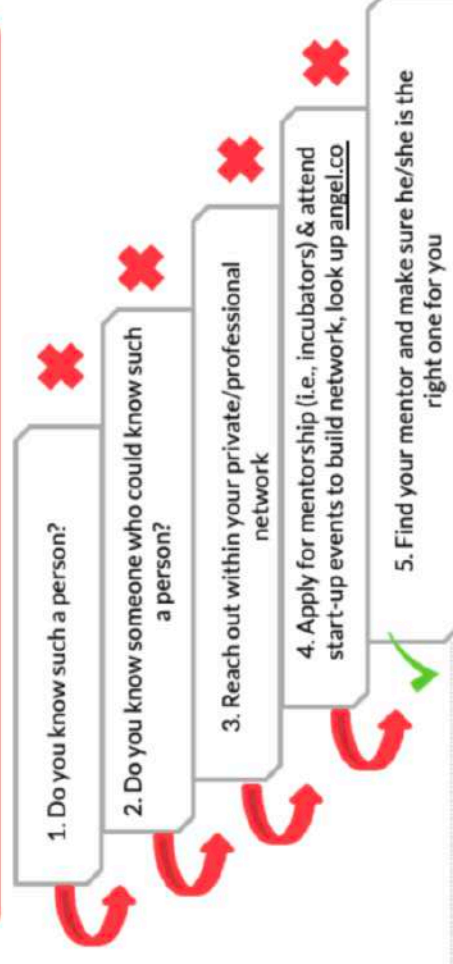 1. Do you know such a person?
2. Do you know someone who could know such
a person?
3. Reach out within your private/professional
network
4. Apply for mentorship (i.e., incubators) & attend
start-up events to build network, look up angel.co
5. Find your mentor and make sure he/she is the
right one for you